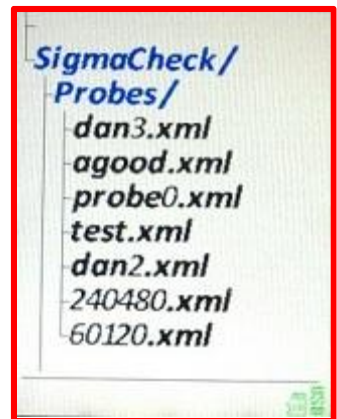 SigmaCheck/
Probes/
dan3.xml
agood.xml
probe0.xml
test.xml
dan2.xml
240480.xml
60120.xml